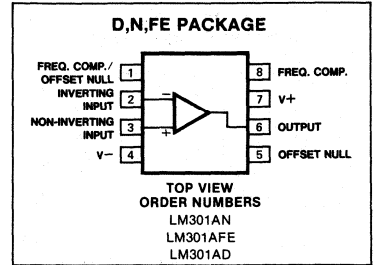 D,N,FE PACKAGE
FREQ. COMP./
OFFSET NULL 1
INVERTING
INPUT 2 −
NON-INVERTING
INPUT 3 +
V− 4
8 FREQ. COMP.
7 V+
6 OUTPUT
5 OFFSET NULL
TOP VIEW
ORDER NUMBERS
LM301AN
LM301AFE
LM301AD